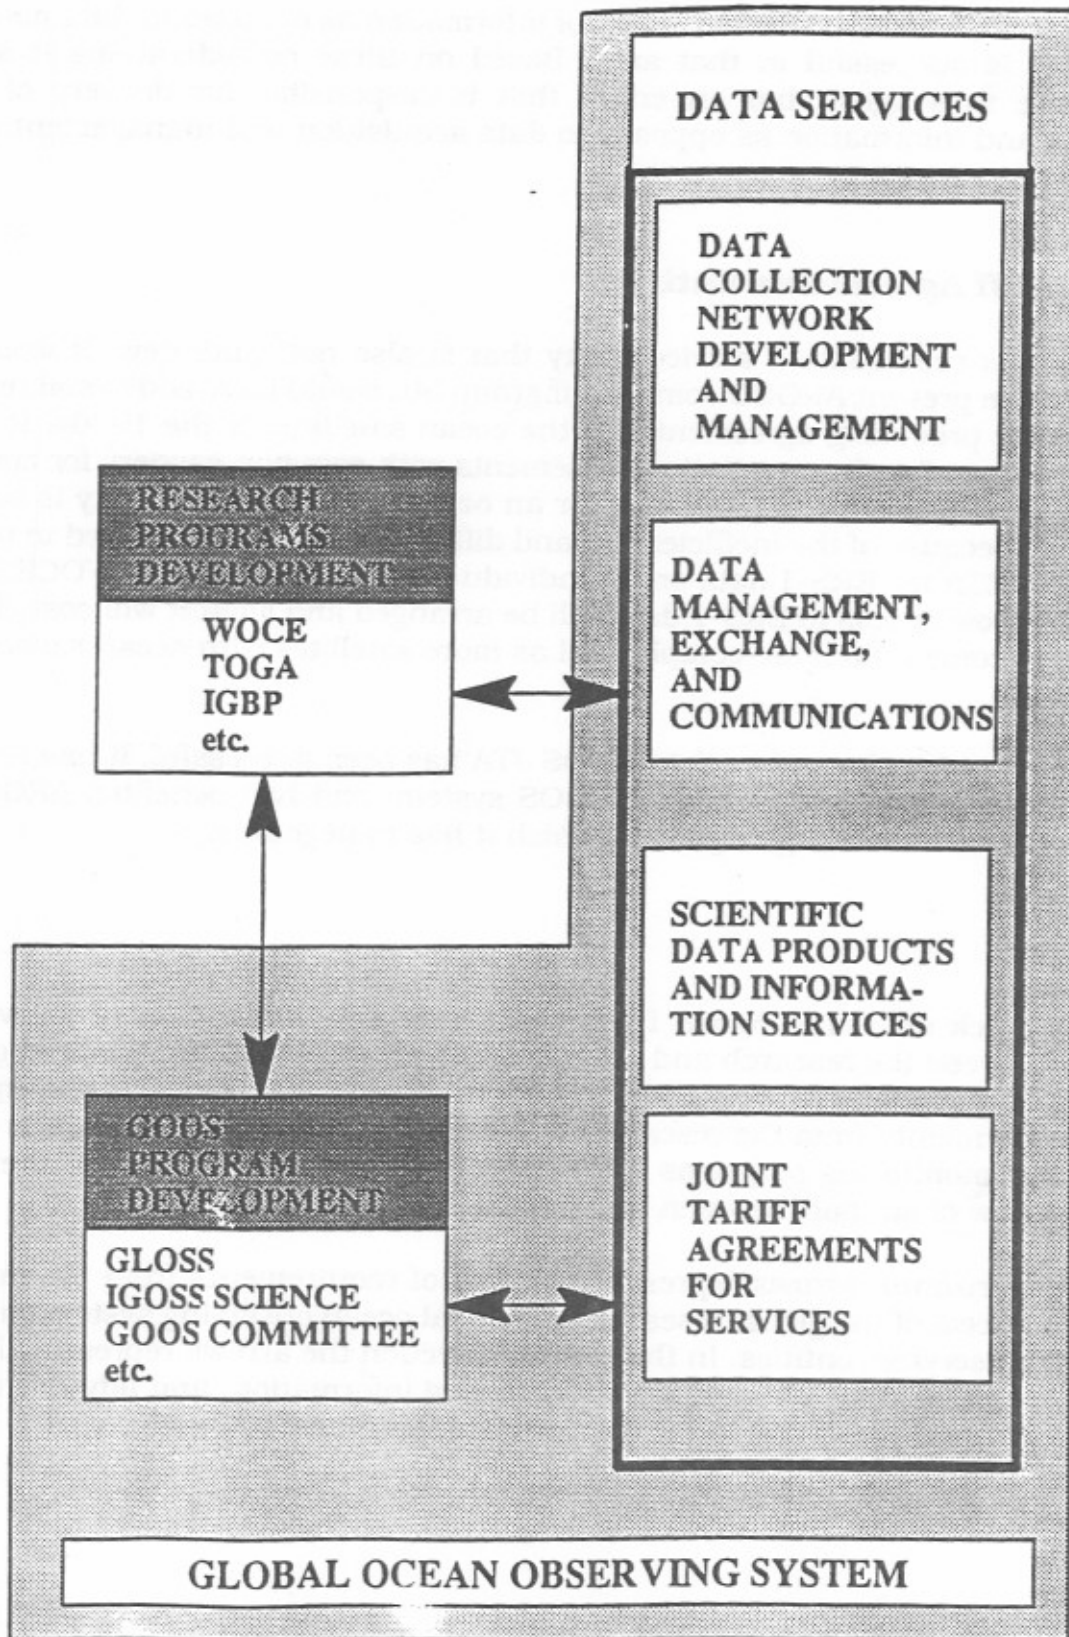 DATA SERVICES
DATA
COLLECTION
NETWORK
DEVELOPMENT
AND
MANAGEMENT
RESEARCH
PROGRAMS
DEVELOPMENT
WOCE
TOGA
IGBP
etc.
DATA
MANAGEMENT,
EXCHANGE,
AND
COMMUNICATIONS
SCIENTIFIC
DATA PRODUCTS
AND INFORMA-
TION SERVICES
GOOS
PROGRAM
DEVELOPMENT
GLOSS
IGOSS SCIENCE
GOOS COMMITTEE
etc.
JOINT
TARIFF
AGREEMENTS
FOR
SERVICES
GLOBAL OCEAN OBSERVING SYSTEM